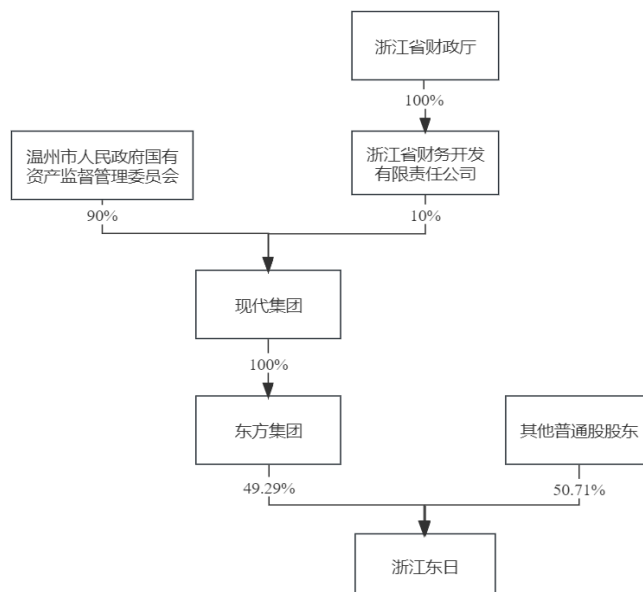 浙江省财政厅
100%
温州市人民政府国有
资产监督管理委员会
浙江省财务开发
有限责任公司
90%
10%
现代集团
100%
东方集团
其他普通股股东
49.29%
50.71%
浙江东日